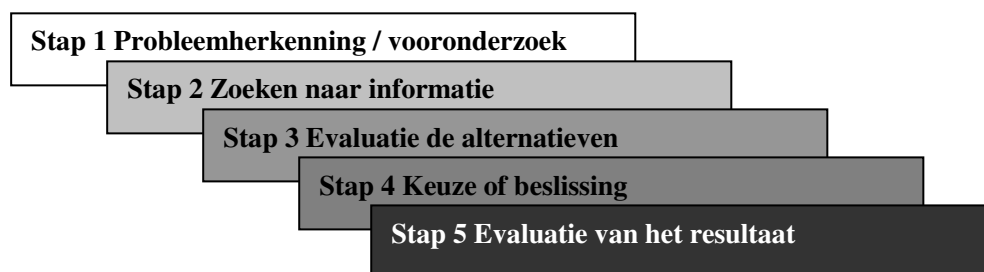 Stap 1 Probleemherkenning / vooronderzoek
Stap 2 Zoeken naar informatie
Stap 3 Evaluatie de alternatieven
Stap 4 Keuze of beslissing
Stap 5 Evaluatie van het resultaat